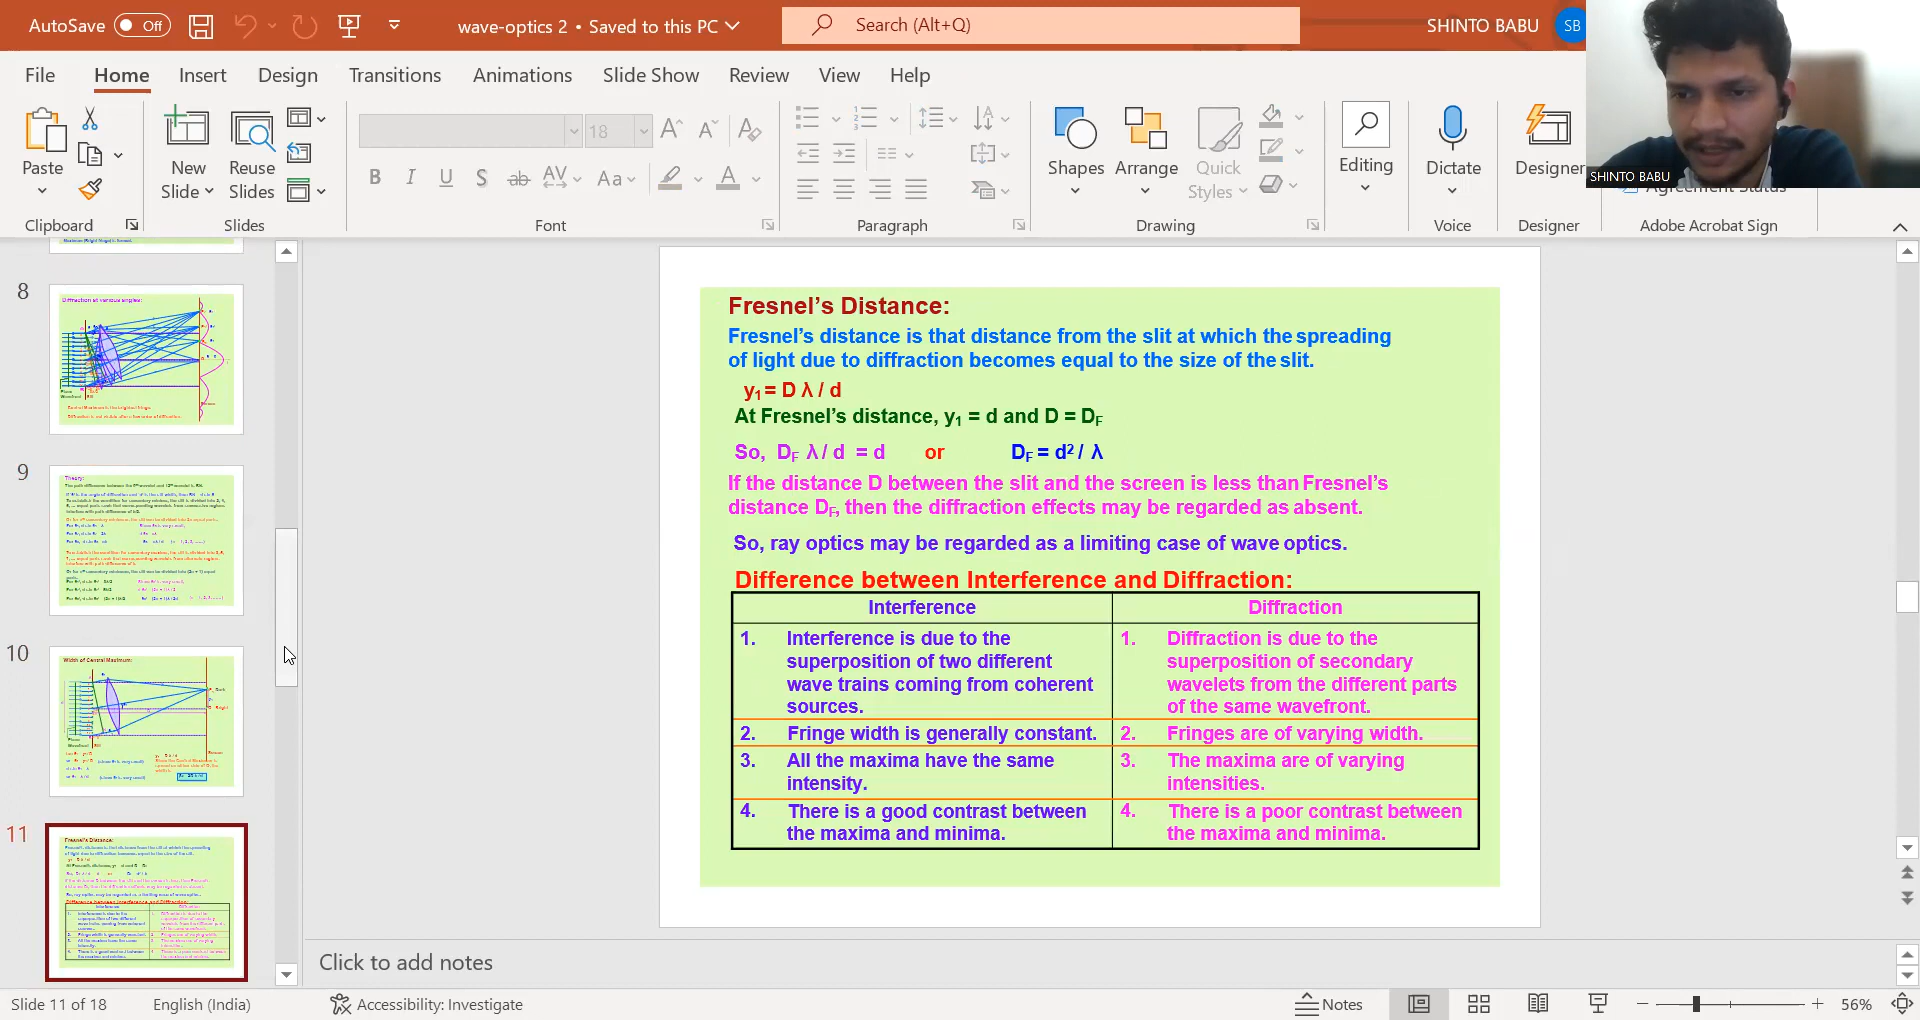 AutoSave Off wave-optics 2 • Saved to this PC Search (Alt+Q) SHINTO BABU SB
File Home Insert Design Transitions Animations Slide Show Review View Help
Paste New Slide Reuse Slides 18 Shapes Arrange Quick Styles Editing Dictate Designer
SHINTO BABU
Clipboard Slides Font Paragraph Drawing Voice Designer Adobe Acrobat Sign
8
Diffraction at various angles:
9
Theory:
10
Width of Central Maximum:
11
Fresnel's Distance:
Fresnel's Distance:
Fresnel's distance is that distance from the slit at which the spreading
of light due to diffraction becomes equal to the size of the slit.
y₁ = D λ / d
At Fresnel's distance, y₁ = d and D = D_F
So, D_F λ / d = d or D_F = d² / λ
If the distance D between the slit and the screen is less than Fresnel's
distance D_F, then the diffraction effects may be regarded as absent.
So, ray optics may be regarded as a limiting case of wave optics.
Difference between Interference and Diffraction:
Interference Diffraction
1. Interference is due to the
superposition of two different
wave trains coming from coherent
sources.
1. Diffraction is due to the
superposition of secondary
wavelets from the different parts
of the same wavefront.
2. Fringe width is generally constant.
2. Fringes are of varying width.
3. All the maxima have the same
intensity.
3. The maxima are of varying
intensities.
4. There is a good contrast between
the maxima and minima.
4. There is a poor contrast between
the maxima and minima.
Click to add notes
Slide 11 of 18 English (India) Accessibility: Investigate Notes 56%